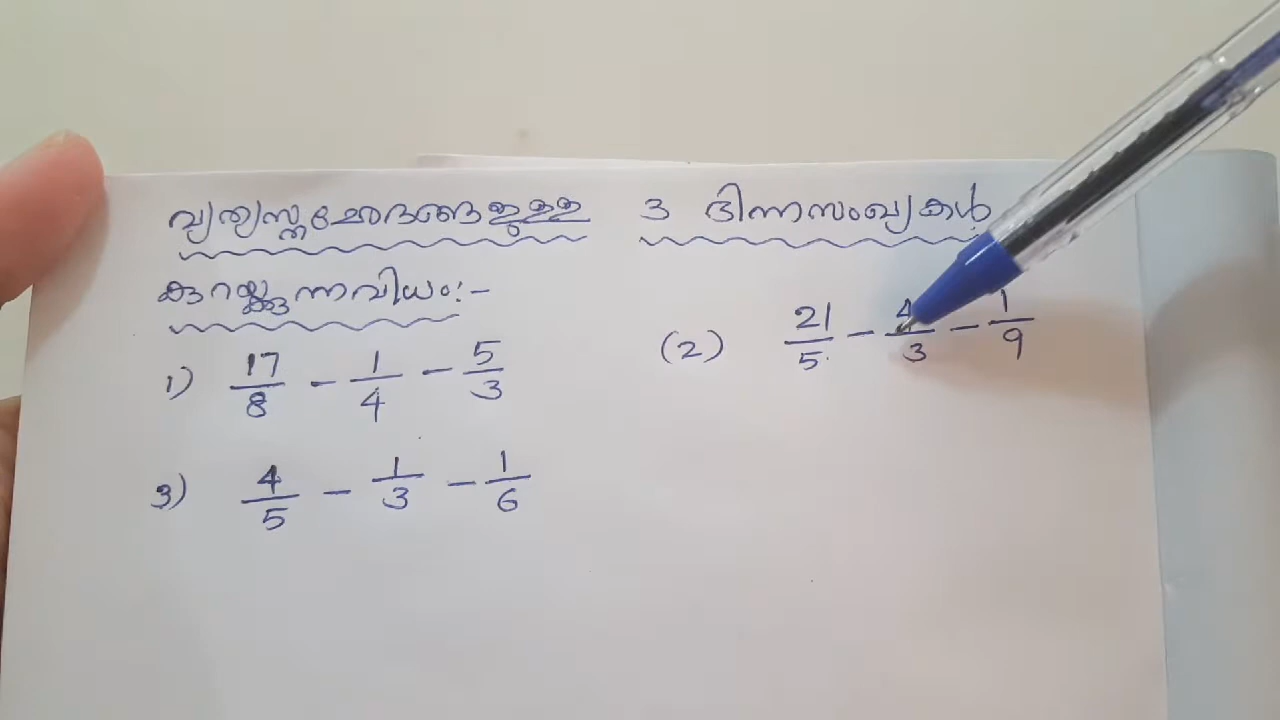 വ്യത്യസ്തഛേദങ്ങളുള്ള 3 ഭിന്നസംഖ്യകൾ
കുറയ്ക്കുന്നവിധം:-
1) 17/8 - 1/4 - 5/3
(2) 21/5 - 4/3 - 1/9
3) 4/5 - 1/3 - 1/6